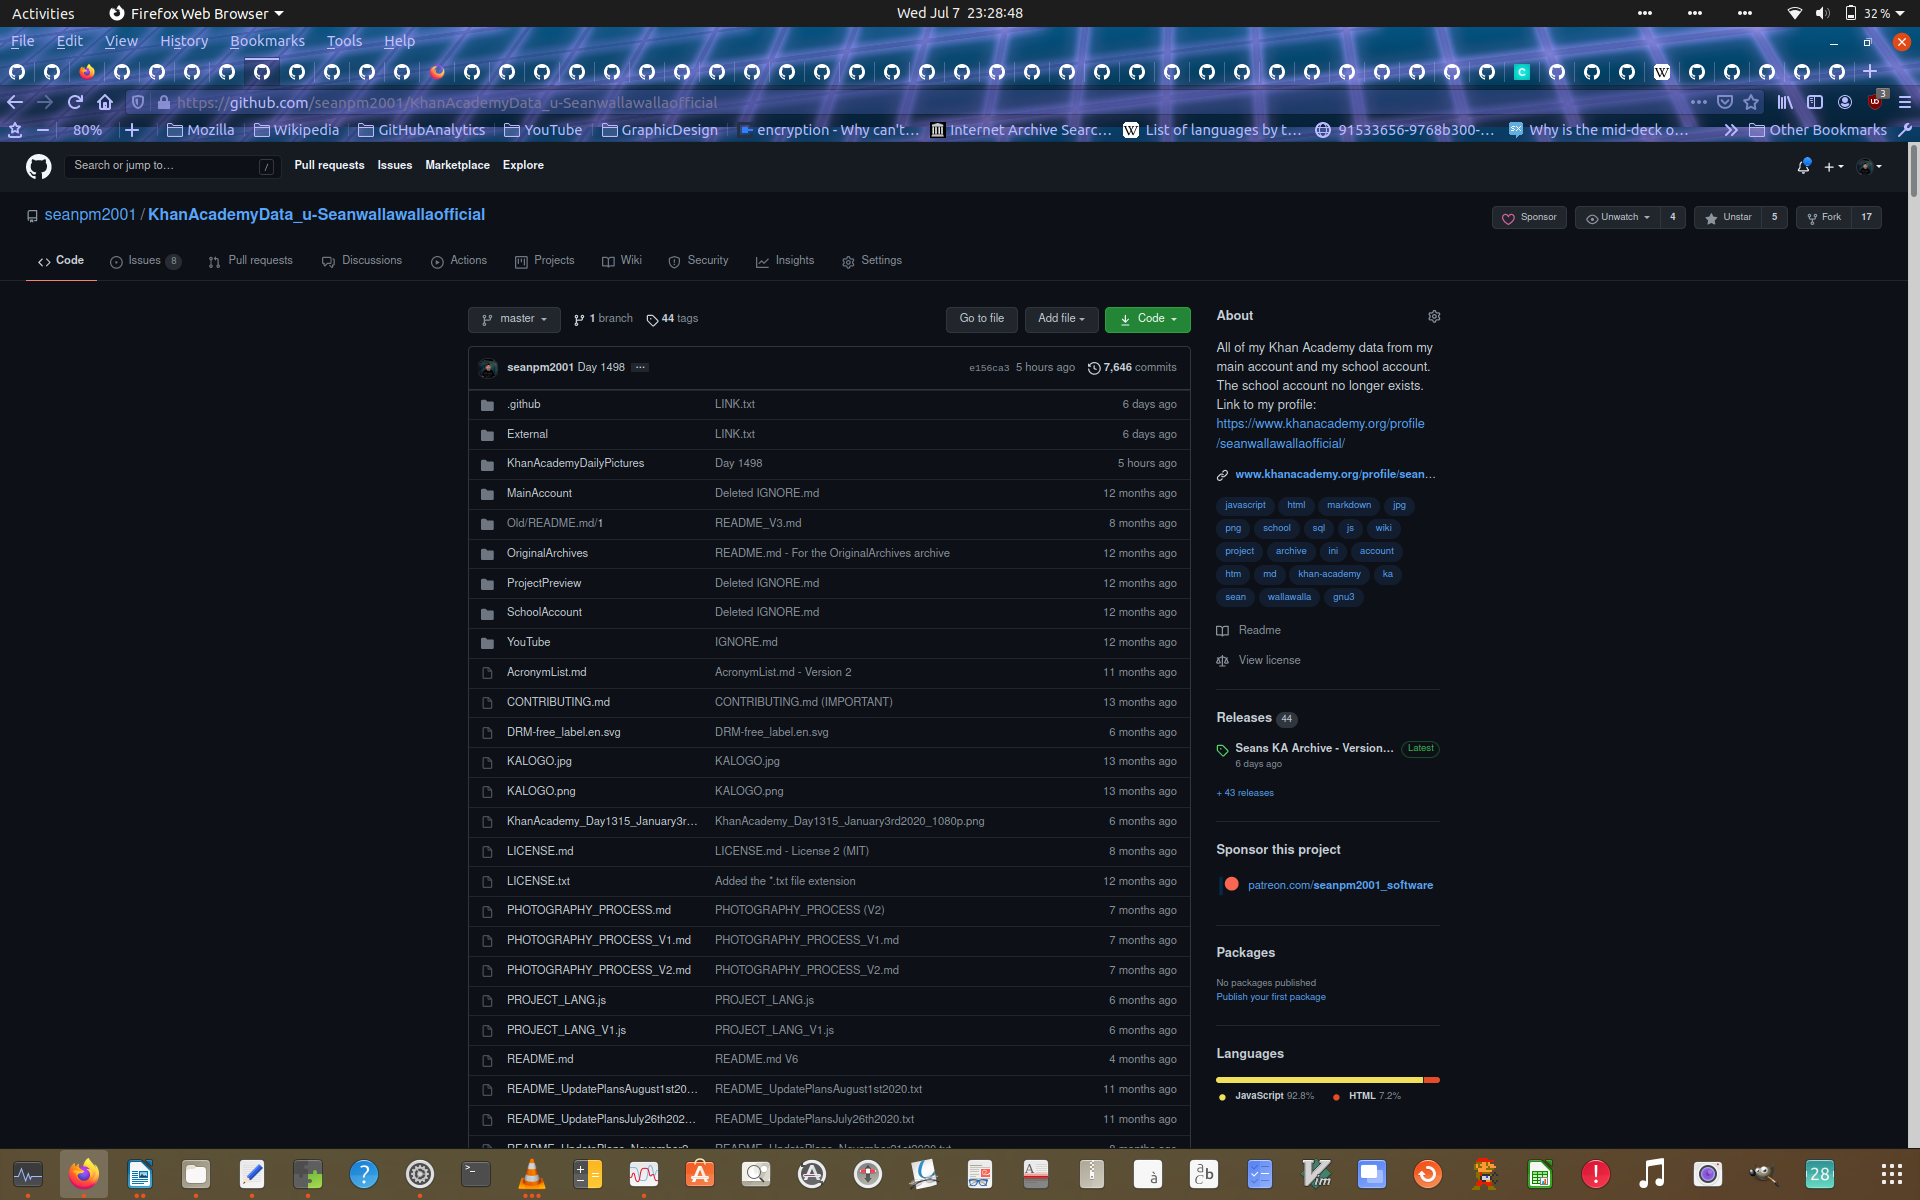 Activities Firefox Web Browser Wed Jul 7 23:28:48 32 %
File Edit View History Bookmarks Tools Help
https://github.com/seanpm2001/KhanAcademyData_u-Seanwallawallaofficial
80% Mozilla Wikipedia GitHubAnalytics YouTube GraphicDesign encryption - Why can't… Internet Archive Searc… List of languages by t… 91533656-9768b300-… Why is the mid-deck o… Other Bookmarks
Search or jump to… / Pull requests Issues Marketplace Explore
seanpm2001 / KhanAcademyData_u-Seanwallawallaofficial
Sponsor Unwatch 4 Unstar 5 Fork 17
Code Issues 8 Pull requests Discussions Actions Projects Wiki Security Insights Settings
master 1 branch 44 tags Go to file Add file Code
seanpm2001 Day 1498 ··· e156ca3 5 hours ago 7,646 commits
.github LINK.txt 6 days ago
External LINK.txt 6 days ago
KhanAcademyDailyPictures Day 1498 5 hours ago
MainAccount Deleted IGNORE.md 12 months ago
Old/README.md/1 README_V3.md 8 months ago
OriginalArchives README.md - For the OriginalArchives archive 12 months ago
ProjectPreview Deleted IGNORE.md 12 months ago
SchoolAccount Deleted IGNORE.md 12 months ago
YouTube IGNORE.md 12 months ago
AcronymList.md AcronymList.md - Version 2 11 months ago
CONTRIBUTING.md CONTRIBUTING.md (IMPORTANT) 13 months ago
DRM-free_label.en.svg DRM-free_label.en.svg 6 months ago
KALOGO.jpg KALOGO.jpg 13 months ago
KALOGO.png KALOGO.png 13 months ago
KhanAcademy_Day1315_January3r… KhanAcademy_Day1315_January3rd2020_1080p.png 6 months ago
LICENSE.md LICENSE.md - License 2 (MIT) 8 months ago
LICENSE.txt Added the *.txt file extension 12 months ago
PHOTOGRAPHY_PROCESS.md PHOTOGRAPHY_PROCESS (V2) 7 months ago
PHOTOGRAPHY_PROCESS_V1.md PHOTOGRAPHY_PROCESS_V1.md 7 months ago
PHOTOGRAPHY_PROCESS_V2.md PHOTOGRAPHY_PROCESS_V2.md 7 months ago
PROJECT_LANG.js PROJECT_LANG.js 6 months ago
PROJECT_LANG_V1.js PROJECT_LANG_V1.js 6 months ago
README.md README.md V6 4 months ago
README_UpdatePlansAugust1st20… README_UpdatePlansAugust1st2020.txt 11 months ago
README_UpdatePlansJuly26th202… README_UpdatePlansJuly26th2020.txt 11 months ago
About
All of my Khan Academy data from my
main account and my school account.
The school account no longer exists.
Link to my profile:
https://www.khanacademy.org/profile
/seanwallawallaofficial/
www.khanacademy.org/profile/sean…
javascript html markdown jpg
png school sql js wiki
project archive ini account
htm md khan-academy ka
sean wallawalla gnu3
Readme
View license
Releases 44
Seans KA Archive - Version… Latest
6 days ago
+ 43 releases
Sponsor this project
patreon.com/seanpm2001_software
Packages
No packages published
Publish your first package
Languages
JavaScript 92.8% HTML 7.2%
28